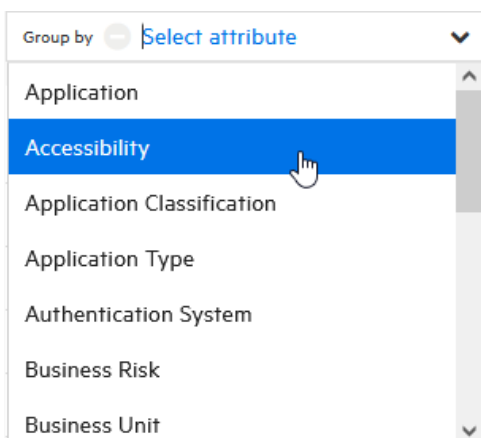 Group by Select attribute
Application
Accessibility
Application Classification
Application Type
Authentication System
Business Risk
Business Unit